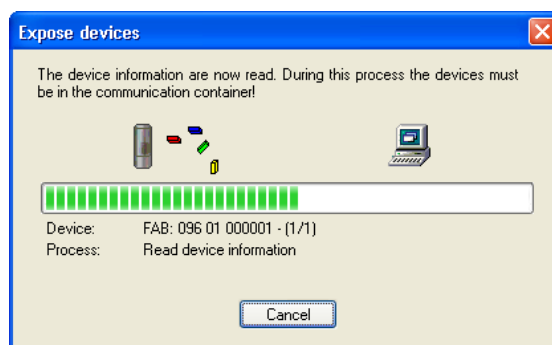 Expose devices
The device information are now read. During this process the devices must
be in the communication container!
Device: FAB: 096 01 000001 - (1/1)
Process: Read device information
Cancel